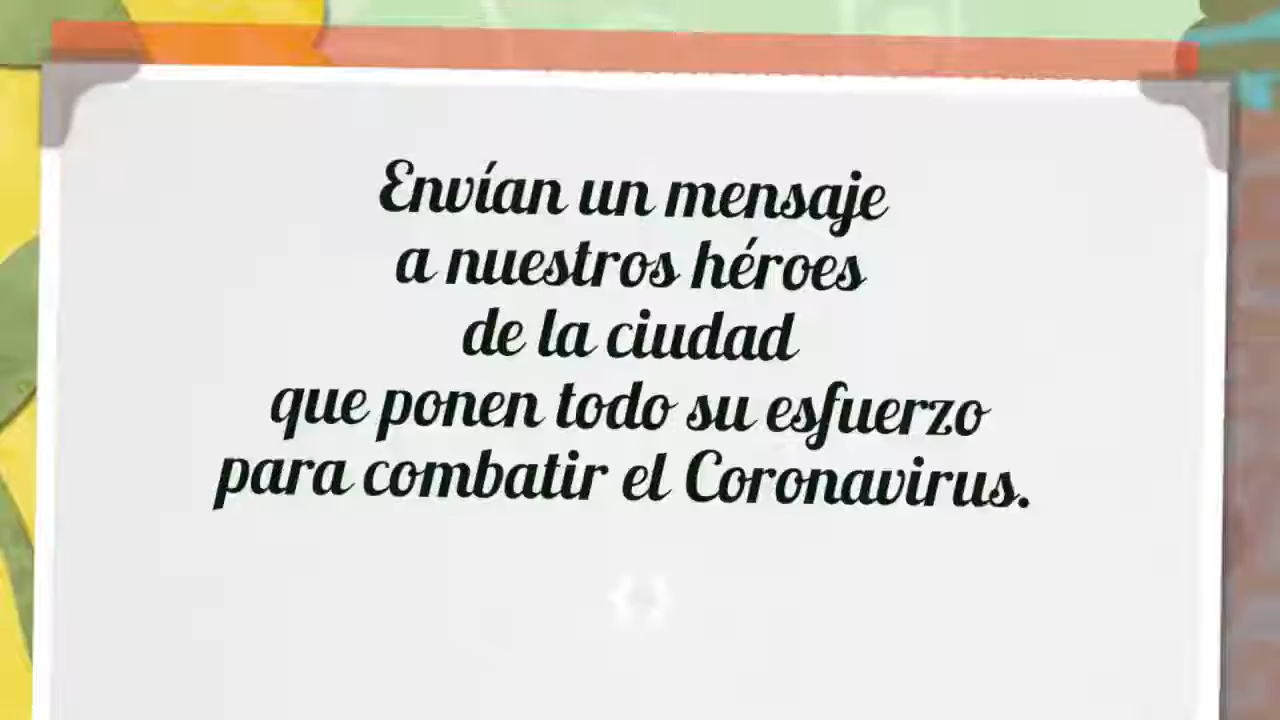 Envían un mensaje
a nuestros héroes
de la ciudad
que ponen todo su esfuerzo
para combatir el Coronavirus.